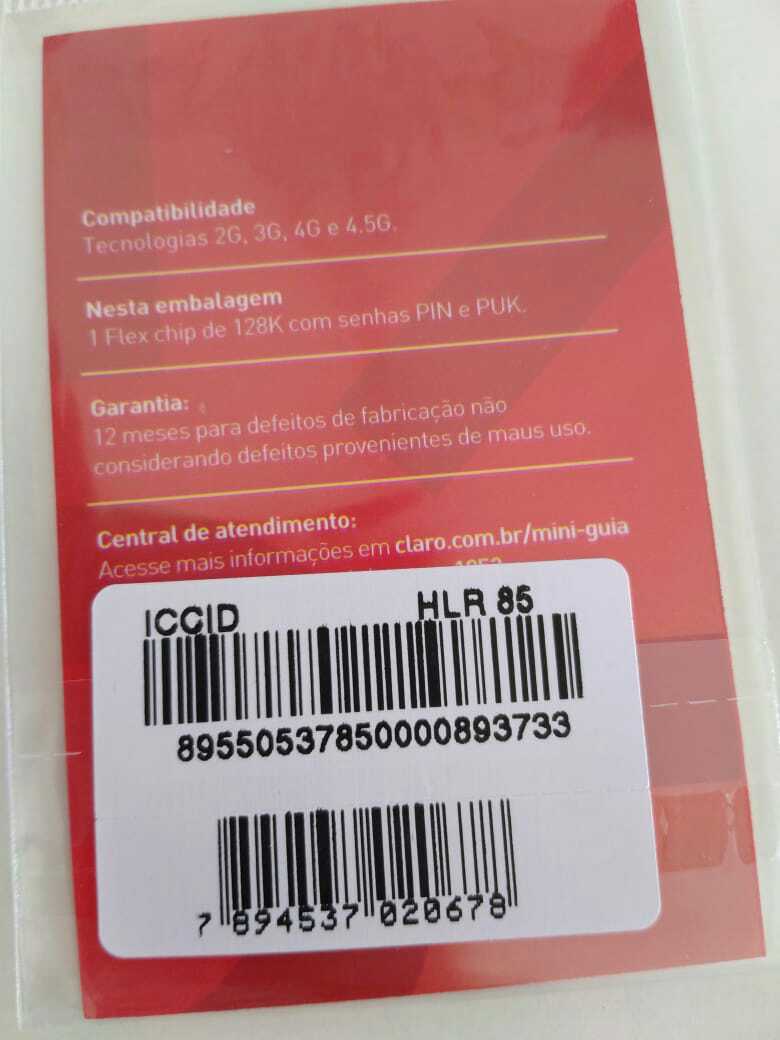 Compatibilidade
Tecnologias 2G, 3G, 4G e 4.5G.
Nesta embalagem
1 Flex chip de 128K com senhas PIN e PUK.
Garantia:
12 meses para defeitos de fabricação não
considerando defeitos provenientes de maus uso.
Central de atendimento:
Acesse mais informações em claro.com.br/mini-guia
ICCID HLR 85
89550537850000893733
7 894537 020678